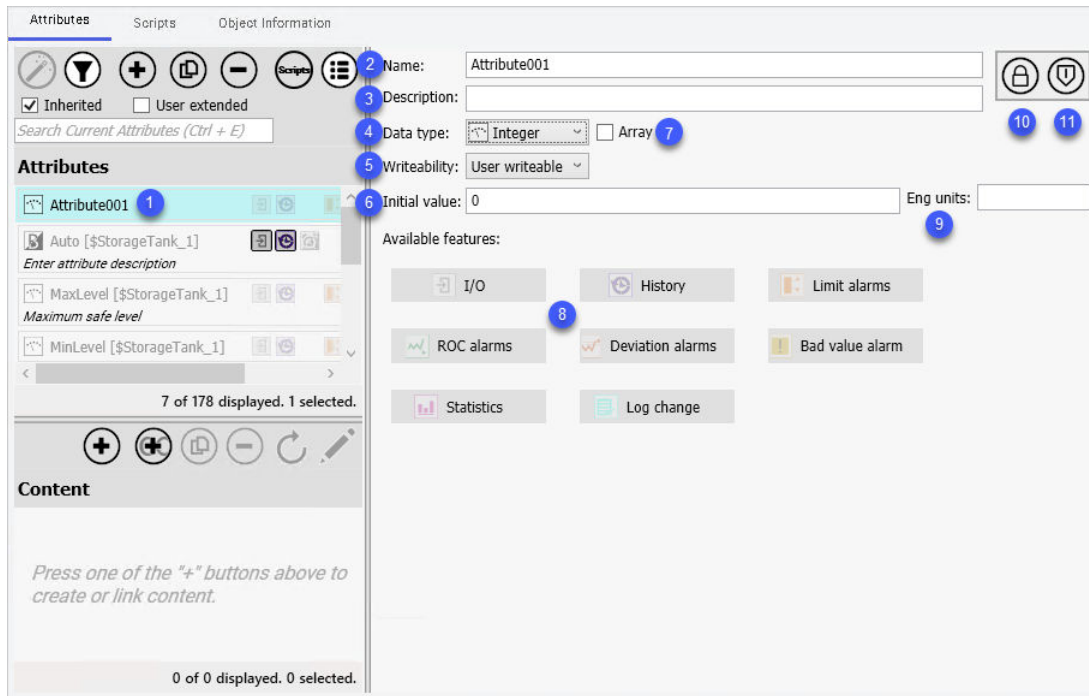 Attributes Scripts Object Information
Scripts
Inherited User extended
Search Current Attributes (Ctrl + E)
Attributes
Attribute001 1
Auto [$StorageTank_1]
Enter attribute description
MaxLevel [$StorageTank_1]
Maximum safe level
MinLevel [$StorageTank_1]
7 of 178 displayed. 1 selected.
Content
Press one of the "+" buttons above to
create or link content.
0 of 0 displayed. 0 selected.
2 Name: Attribute001
3 Description:
4 Data type: Integer Array 7
5 Writeability: User writeable
6 Initial value: 0 Eng units:
9
10 11
Available features:
I/O History Limit alarms
8
ROC alarms Deviation alarms Bad value alarm
Statistics Log change